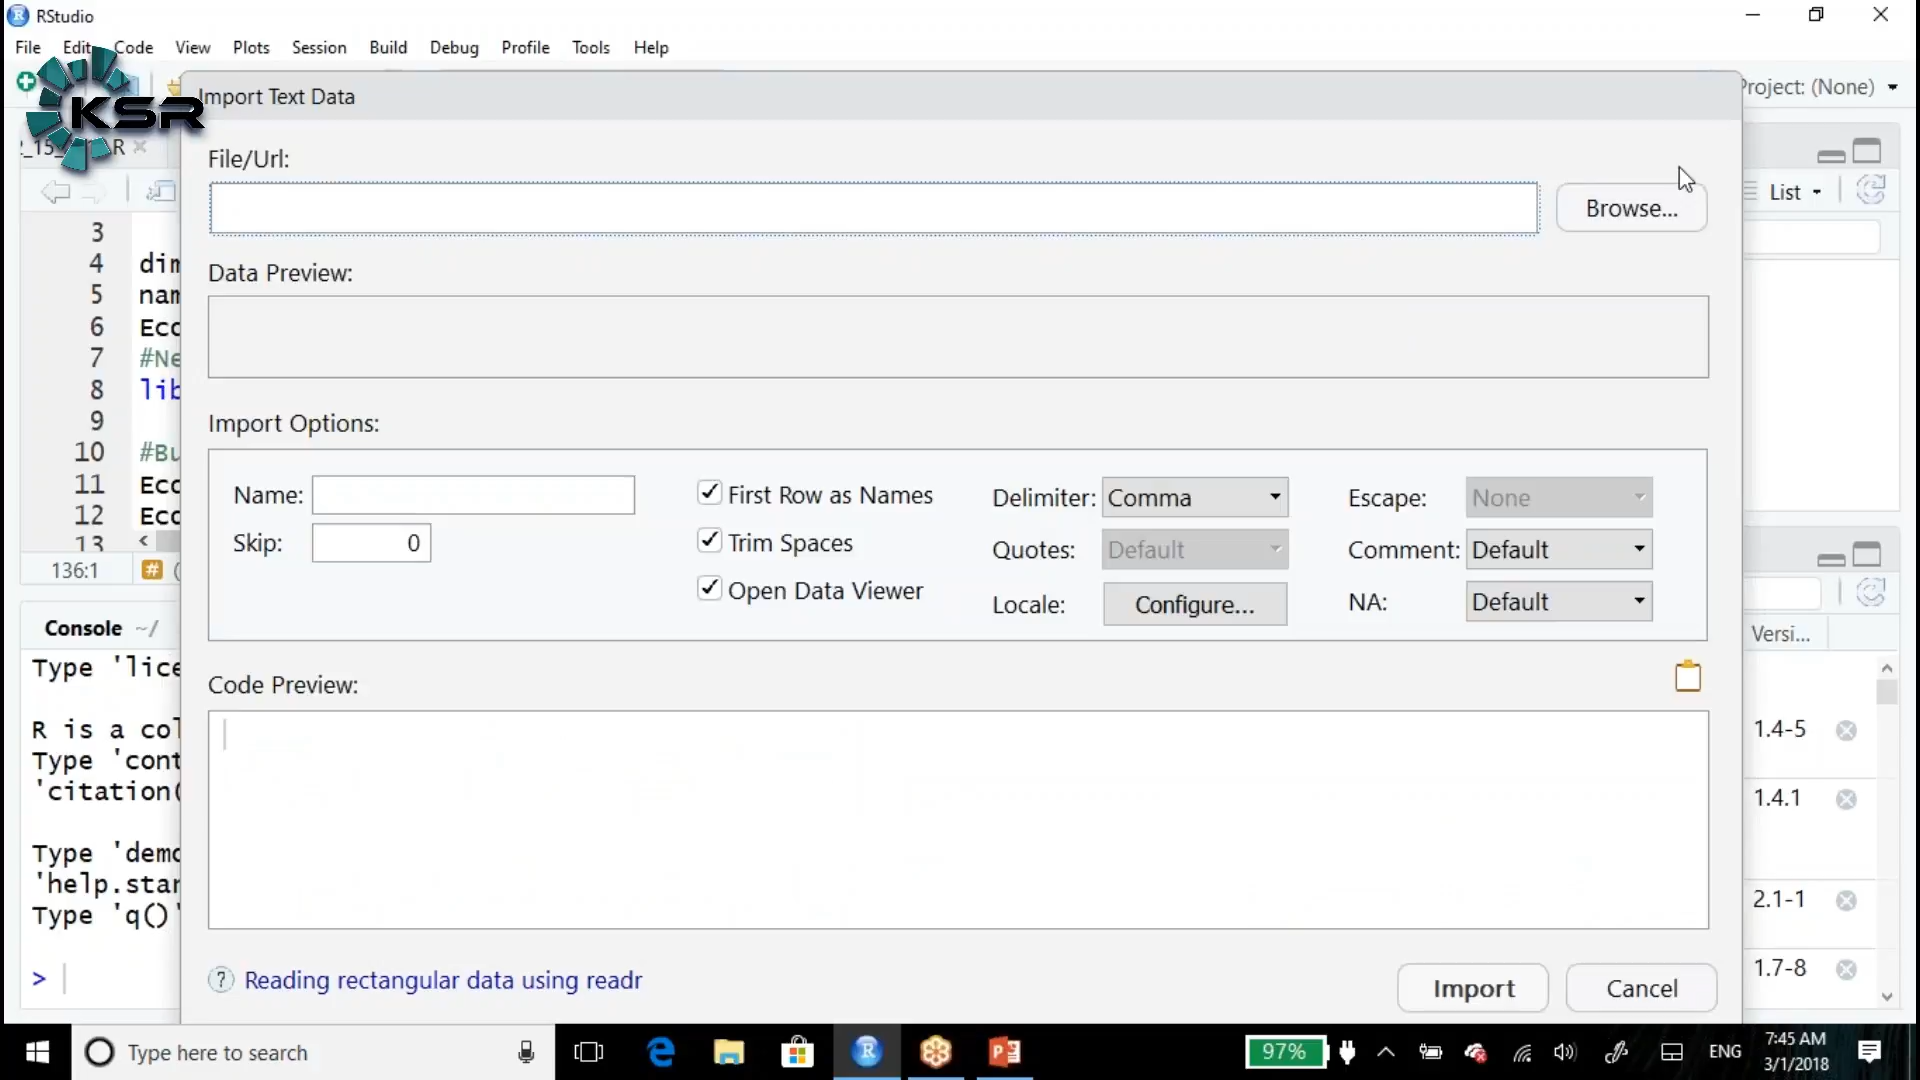 RStudio
File Edit Code View Plots Session Build Debug Profile Tools Help
KSR
Import Text Data
Project: (None)
File/Url:
Browse...
List
Data Preview:
Import Options:
Name:
First Row as Names
Delimiter: Comma
Escape: None
Skip: 0
Trim Spaces
Quotes: Default
Comment: Default
Open Data Viewer
Locale: Configure...
NA: Default
Code Preview:
Reading rectangular data using readr
Import
Cancel
3
4 dim
5 nam
6 Ecc
7 #Ne
8 lib
9
10 #Bu
11 Ecc
12 Ecc
13
136:1
Console ~/
Type 'lice
R is a col
Type 'cont
'citation(
Type 'demo
'help.star
Type 'q()'
>
Versi...
1.4-5
1.4.1
2.1-1
1.7-8
Type here to search
97%
ENG
7:45 AM
3/1/2018